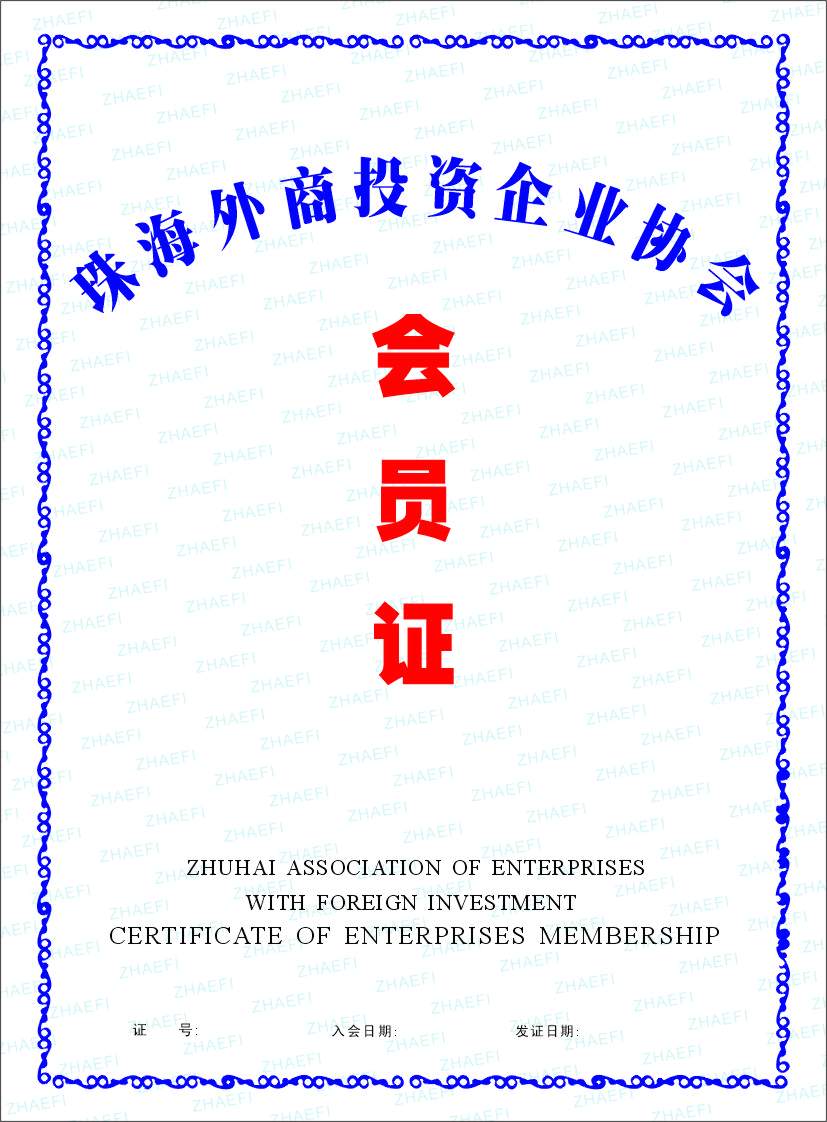 珠海外商投资企业协会
会
员
证
ZHUHAI ASSOCIATION OF ENTERPRISES
WITH FOREIGN INVESTMENT
CERTIFICATE OF ENTERPRISES MEMBERSHIP
证 号: 入会日期: 发证日期:
ZHAEFI